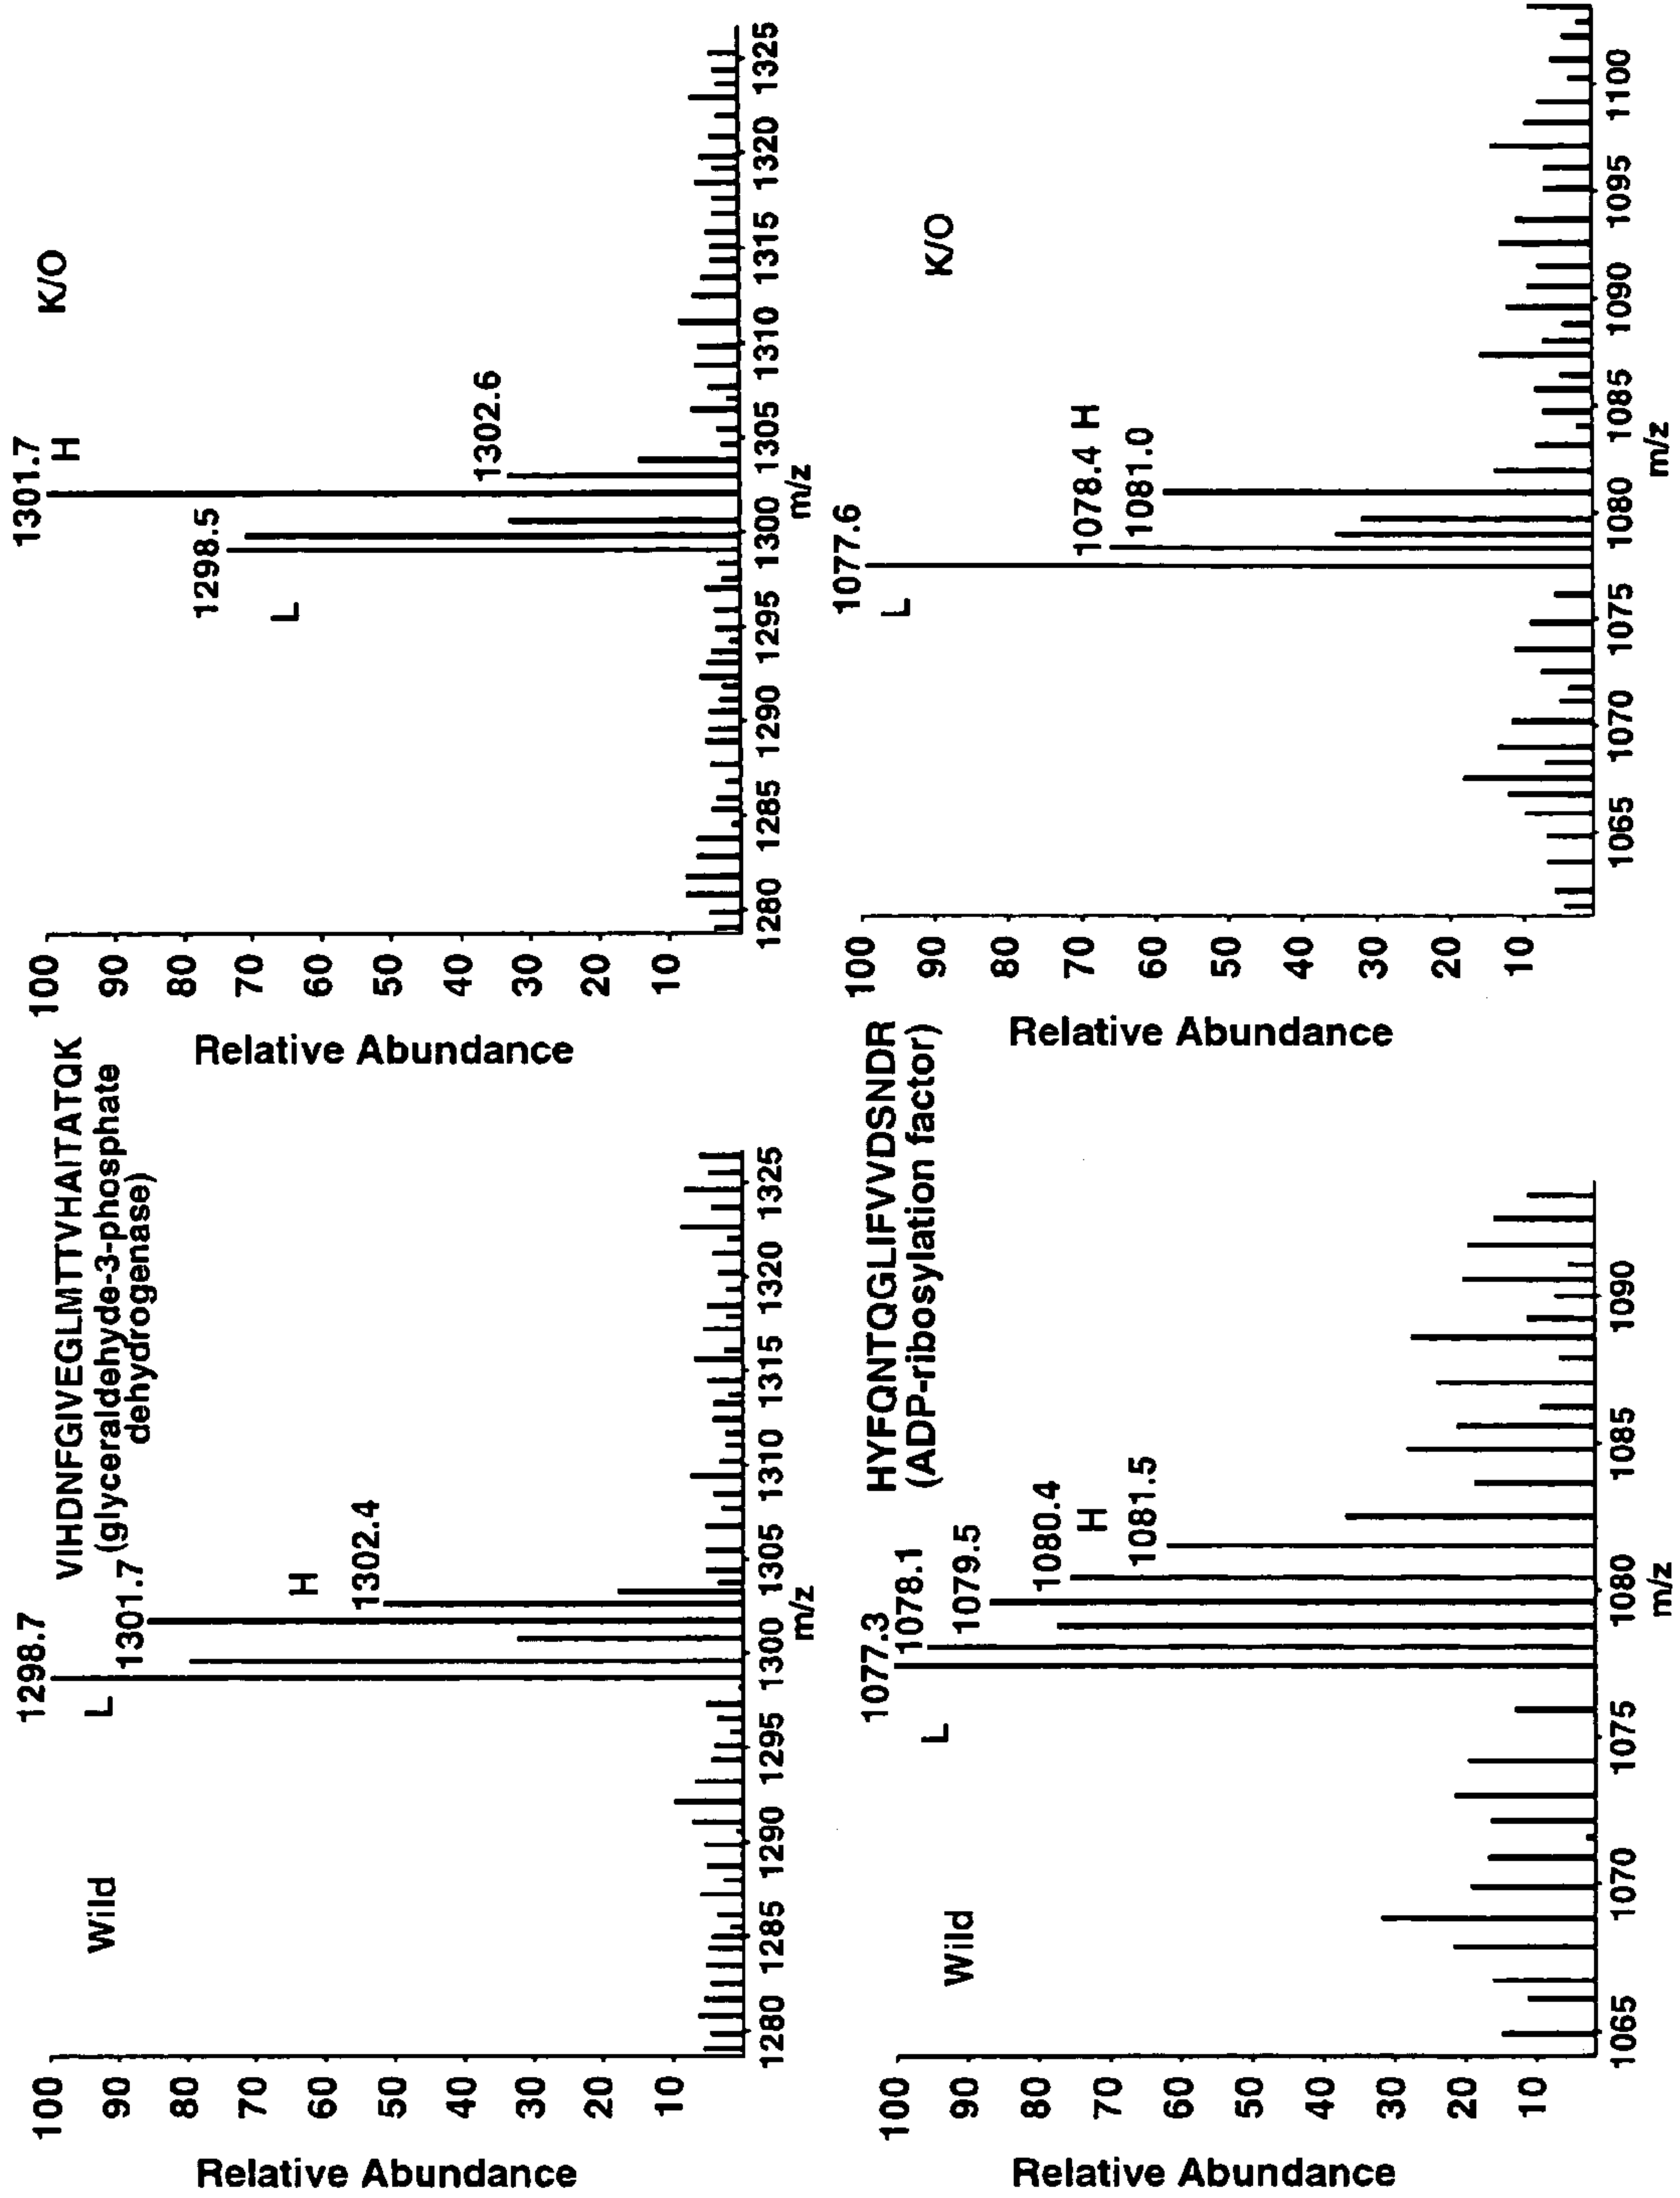 VIHDNFGIVEGLMTTVHAITATQK
(glyceraldehyde-3-phosphate
dehydrogenase)
Wild
1298.7
L
1301.7
H
1302.4
Relative Abundance
100
90
80
70
60
50
40
30
20
10
1280 1285 1290 1295 1300 1305 1310 1315 1320 1325
m/z
K/O
1301.7
H
1298.5
L
1302.6
Relative Abundance
100
90
80
70
60
50
40
30
20
10
1280 1285 1290 1295 1300 1305 1310 1315 1320 1325
m/z
HYFQNTQGLIFVVDSNDR
(ADP-ribosylation factor)
Wild
1077.3
L
1078.1
1079.5
1080.4
H
1081.5
Relative Abundance
100
90
80
70
60
50
40
30
20
10
1065 1070 1075 1080 1085 1090
m/z
K/O
1077.6
L
1078.4 H
1081.0
Relative Abundance
100
90
80
70
60
50
40
30
20
10
1065 1070 1075 1080 1085 1090 1095 1100
m/z